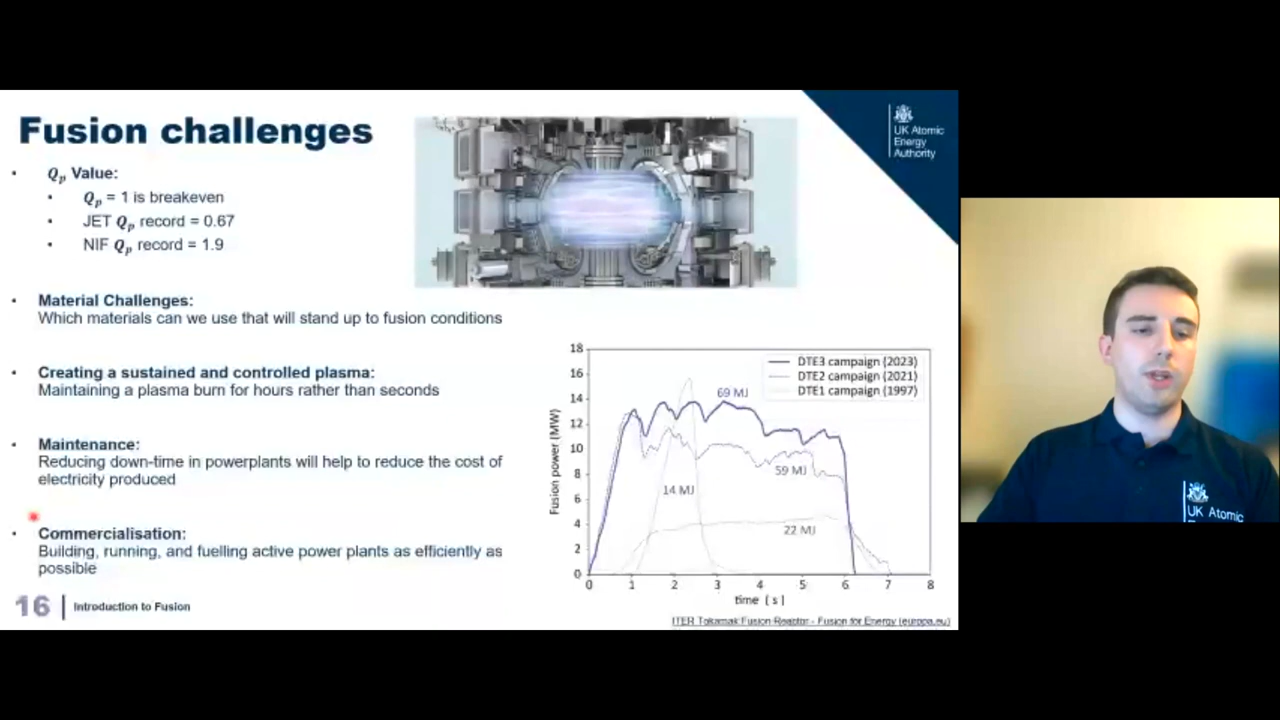 Fusion challenges
UK Atomic
Energy
Authority
• Qp Value:
• Qp = 1 is breakeven
• JET Qp record = 0.67
• NIF Qp record = 1.9
• Material Challenges:
Which materials can we use that will stand up to fusion conditions
• Creating a sustained and controlled plasma:
Maintaining a plasma burn for hours rather than seconds
• Maintenance:
Reducing down-time in powerplants will help to reduce the cost of
electricity produced
• Commercialisation:
Building, running, and fuelling active power plants as efficiently as
possible
18
16
14
12
10
8
6
4
2
0
Fusion power (MW)
DTE3 campaign (2023)
DTE2 campaign (2021)
DTE1 campaign (1997)
69 MJ
59 MJ
14 MJ
22 MJ
0 1 2 3 4 5 6 7 8
time [ s ]
16 | Introduction to Fusion
ITER Tokamak Fusion Reactor - Fusion for Energy (europa.eu)
UK Atomic